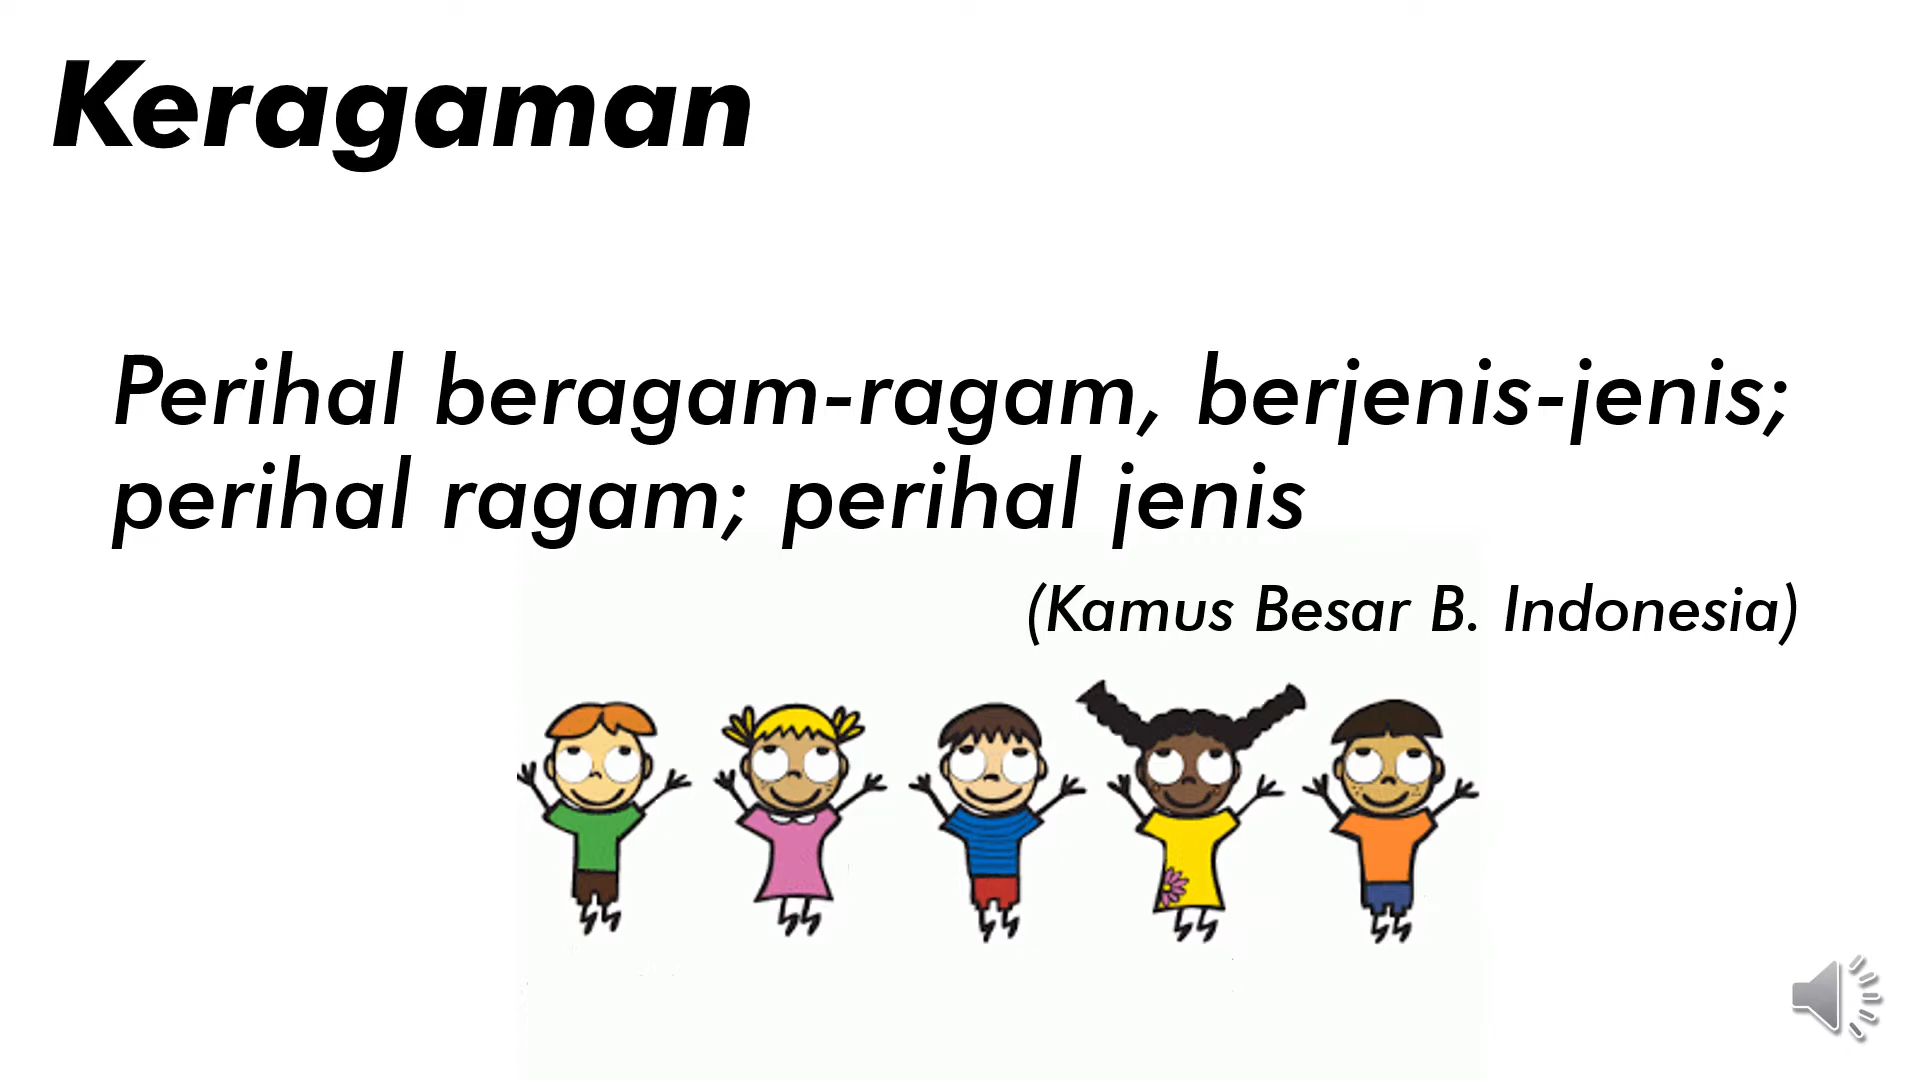 Keragaman
Perihal beragam-ragam, berjenis-jenis;
perihal ragam; perihal jenis
(Kamus Besar B. Indonesia)